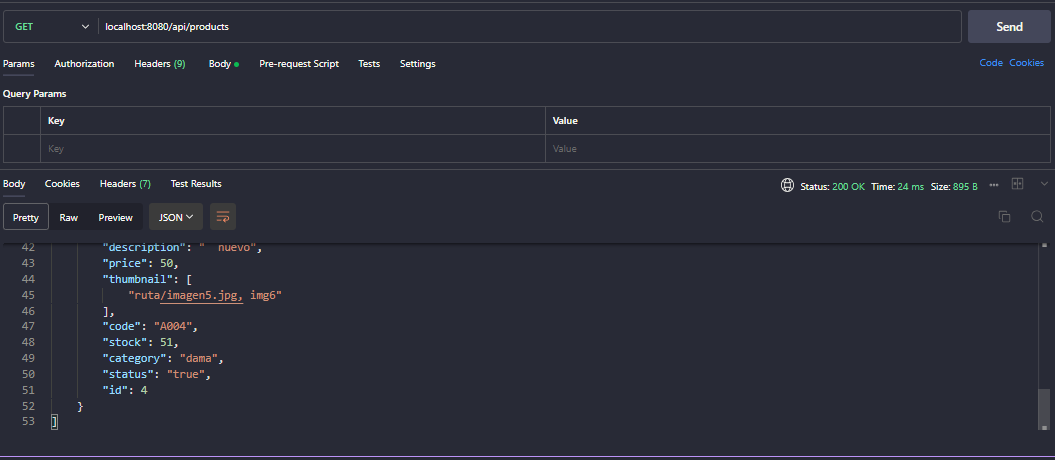 GET localhost:8080/api/products Send
Params Authorization Headers (9) Body Pre-request Script Tests Settings Code Cookies
Query Params
Key Value
Key Value
Body Cookies Headers (7) Test Results Status: 200 OK Time: 24 ms Size: 895 B
Pretty Raw Preview JSON
42 "description": "  nuevo",
43 "price": 50,
44 "thumbnail": [
45 "ruta/imagen5.jpg, img6"
46 ],
47 "code": "A004",
48 "stock": 51,
49 "category": "dama",
50 "status": "true",
51 "id": 4
52 }
53 ]